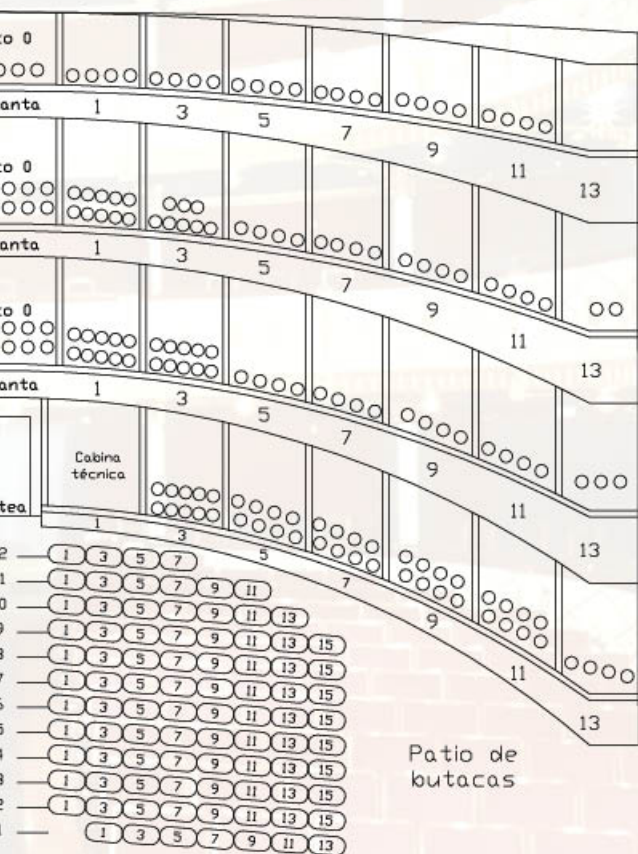 to 0
anta 1 3 5 7 9 11 13
to 0
anta 1 3 5 7 9 11 13
to 0
anta 1 3 5 7 9 11 13
Cabina
técnica
tea
1 3 5 7 9 11 13
2 1 3 5 7
1 1 3 5 7 9 11
0 1 3 5 7 9 11 13
9 1 3 5 7 9 11 13 15
8 1 3 5 7 9 11 13 15
7 1 3 5 7 9 11 13 15
6 1 3 5 7 9 11 13 15
5 1 3 5 7 9 11 13 15
4 1 3 5 7 9 11 13 15
3 1 3 5 7 9 11 13 15
2 1 3 5 7 9 11 13 15
1 1 3 5 7 9 11 13
Patio de
butacas